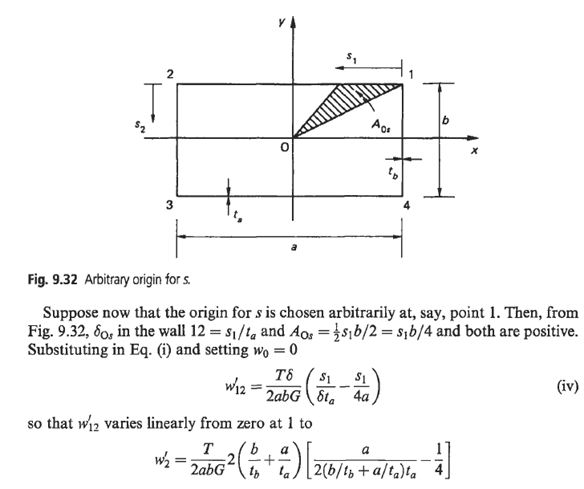 y
s₁
2
1
s₂
A₀ₛ
b
O
x
t_b
3
tₐ
4
a
Fig. 9.32 Arbitrary origin for s.
Suppose now that the origin for s is chosen arbitrarily at, say, point 1. Then, from
Fig. 9.32, δ₀ₛ in the wall 12 = s₁/tₐ and A₀ₛ = ½s₁b/2 = s₁b/4 and both are positive.
Substituting in Eq. (i) and setting w₀ = 0
w′₁₂ = Tδ/2abG (s₁/δtₐ − s₁/4a) (iv)
so that w′₁₂ varies linearly from zero at 1 to
w′₂ = T/2abG 2(b/t_b + a/tₐ)[a/2(b/t_b + a/tₐ)tₐ − 1/4]